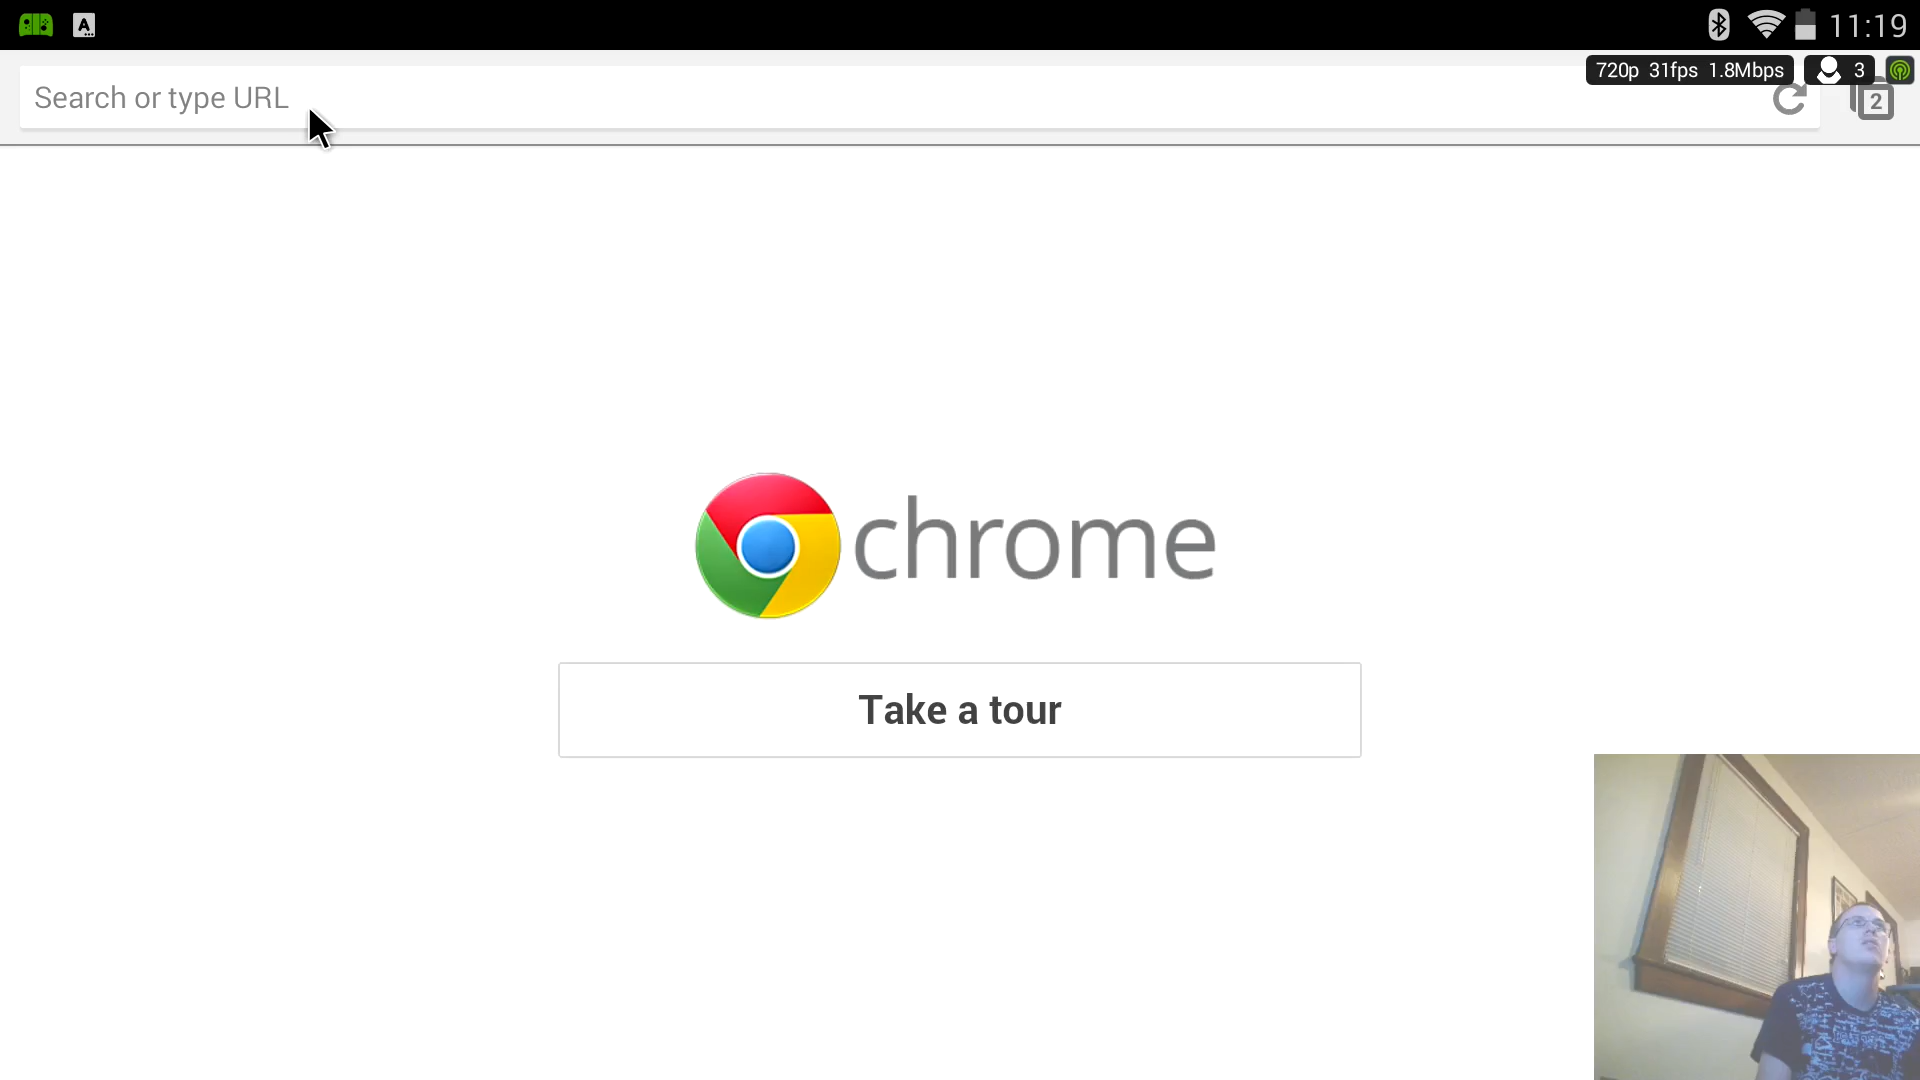 A
11:19
720p 31fps 1.8Mbps
3
Search or type URL
2
chrome
Take a tour